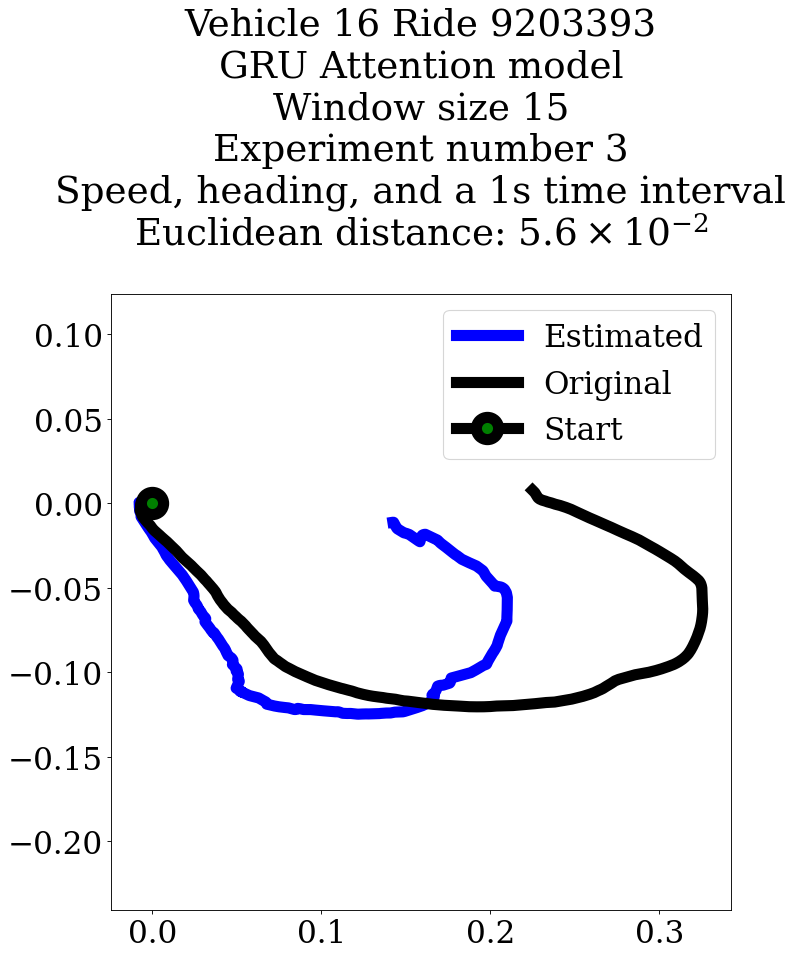 Vehicle 16 Ride 9203393
GRU Attention model
Window size 15
Experiment number 3
Speed, heading, and a 1s time interval
Euclidean distance: 5.6 × 10⁻²
Estimated
Original
Start
0.10
0.05
0.00
−0.05
−0.10
−0.15
−0.20
0.0 0.1 0.2 0.3